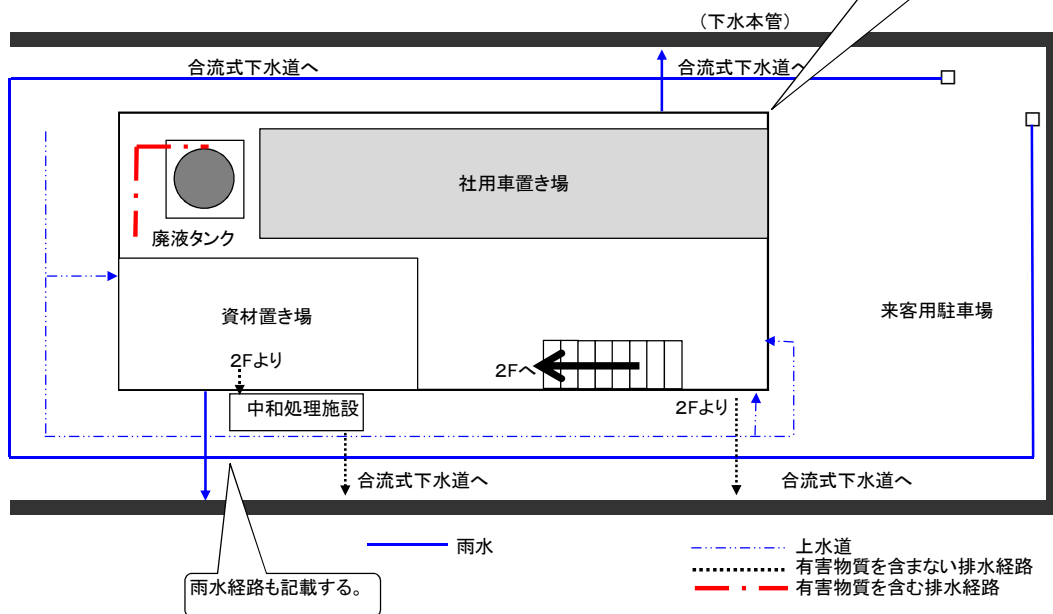 （下水本管）
合流式下水道へ
合流式下水道へ
社用車置き場
廃液タンク
資材置き場
来客用駐車場
2Fより
2Fへ
中和処理施設
2Fより
合流式下水道へ
合流式下水道へ
雨水
上水道
有害物質を含まない排水経路
有害物質を含む排水経路
雨水経路も記載する。